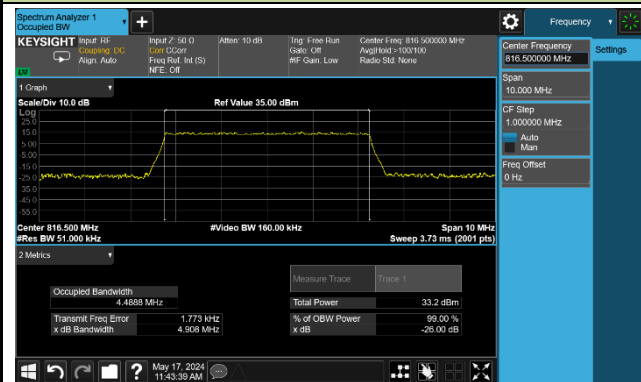 Spectrum Analyzer 1
Occupied BW
Frequency
KEYSIGHT
Input: RF
Coupling: DC
Align: Auto
Input Z: 50 Ω
Corr CCorr
Freq Ref: Int (S)
NFE: Off
Atten: 10 dB
Trig: Free Run
Gate: Off
#IF Gain: Low
Center Freq: 816.500000 MHz
Avg|Hold:>100/100
Radio Std: None
Center Frequency
816.500000 MHz
Settings
Span
10.000 MHz
CF Step
1.000000 MHz
Auto
Man
Freq Offset
0 Hz
1 Graph
Scale/Div 10.0 dB
Ref Value 35.00 dBm
Log
25.0
15.0
5.00
-5.00
-15.0
-25.0
-35.0
-45.0
-55.0
Center 816.500 MHz
#Video BW 160.00 kHz
Span 10 MHz
#Res BW 51.000 kHz
Sweep 3.73 ms (2001 pts)
2 Metrics
Measure Trace
Trace 1
Occupied Bandwidth
4.4888 MHz
Total Power
33.2 dBm
Transmit Freq Error
1.773 kHz
% of OBW Power
99.00 %
x dB Bandwidth
4.908 MHz
x dB
-26.00 dB
May 17, 2024
11:43:39 AM